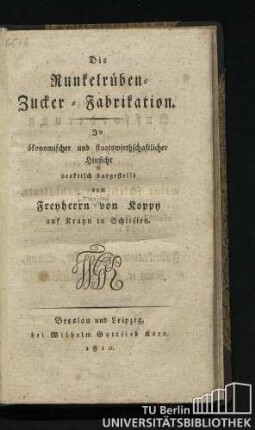 Die
Runkelrüben-
Zucker-Fabrikation.
In
ökonomischer und staatswirthschaftlicher
Hinsicht
practisch dargestellt
vom
Freyherrn von Koppy
auf Krayn in Schlesien.
Breslau und Leipzig,
bei Wilhelm Gottlieb Korn.
1810.
TU Berlin
UNIVERSITÄTSBIBLIOTHEK